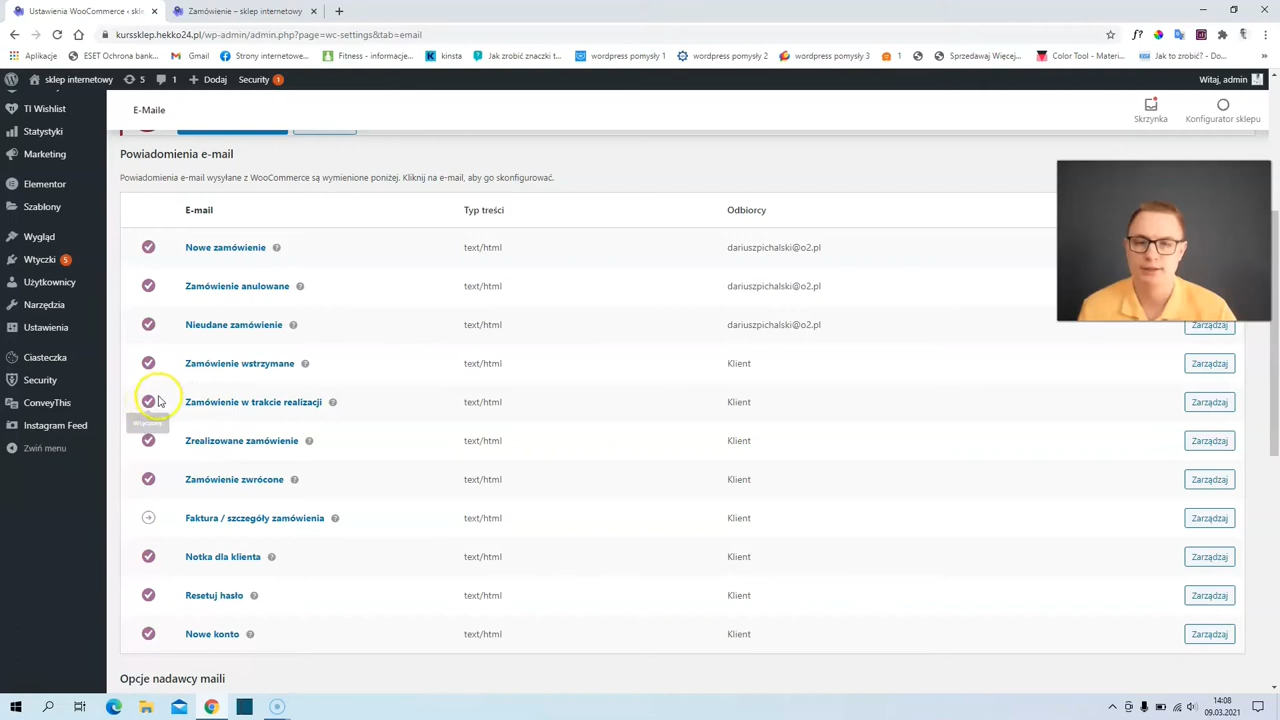 Ustawienia WooCommerce ‹ skle
Zamówienie – sklep internetowy
kurssklep.hekko24.pl/wp-admin/admin.php?page=wc-settings&tab=email
Aplikacje
ESET Ochrona bank...
Gmail
Strony internetowe...
Fitness - informacje,...
kinsta
Jak zrobić znaczki t...
wordpress pomysły 1
wordpress pomysły 2
wordpress pomysły 3
1
Sprzedawaj Więcej,...
Color Tool - Materi...
Jak to zrobić? - Do...
»
sklep internetowy
5
1
Dodaj
Security 1
Witaj, admin
TI Wishlist
Statystyki
Marketing
Elementor
Szablony
Wygląd
Wtyczki 5
Użytkownicy
Narzędzia
Ustawienia
Ciasteczka
Security
ConveyThis
Instagram Feed
Zwiń menu
E-Maile
Skrzynka
Konfigurator sklepu
Powiadomienia e-mail
Powiadomienia e-mail wysyłane z WooCommerce są wymienione poniżej. Kliknij na e-mail, aby go skonfigurować.
E-mail Typ treści Odbiorcy
Nowe zamówienie text/html dariuszpichalski@o2.pl
Zamówienie anulowane text/html dariuszpichalski@o2.pl
Nieudane zamówienie text/html dariuszpichalski@o2.pl Zarządzaj
Zamówienie wstrzymane text/html Klient Zarządzaj
Zamówienie w trakcie realizacji text/html Klient Zarządzaj
Zrealizowane zamówienie text/html Klient Zarządzaj
Zamówienie zwrócone text/html Klient Zarządzaj
Faktura / szczegóły zamówienia text/html Klient Zarządzaj
Notka dla klienta text/html Klient Zarządzaj
Resetuj hasło text/html Klient Zarządzaj
Nowe konto text/html Klient Zarządzaj
Opcje nadawcy maili
14:08
09.03.2021